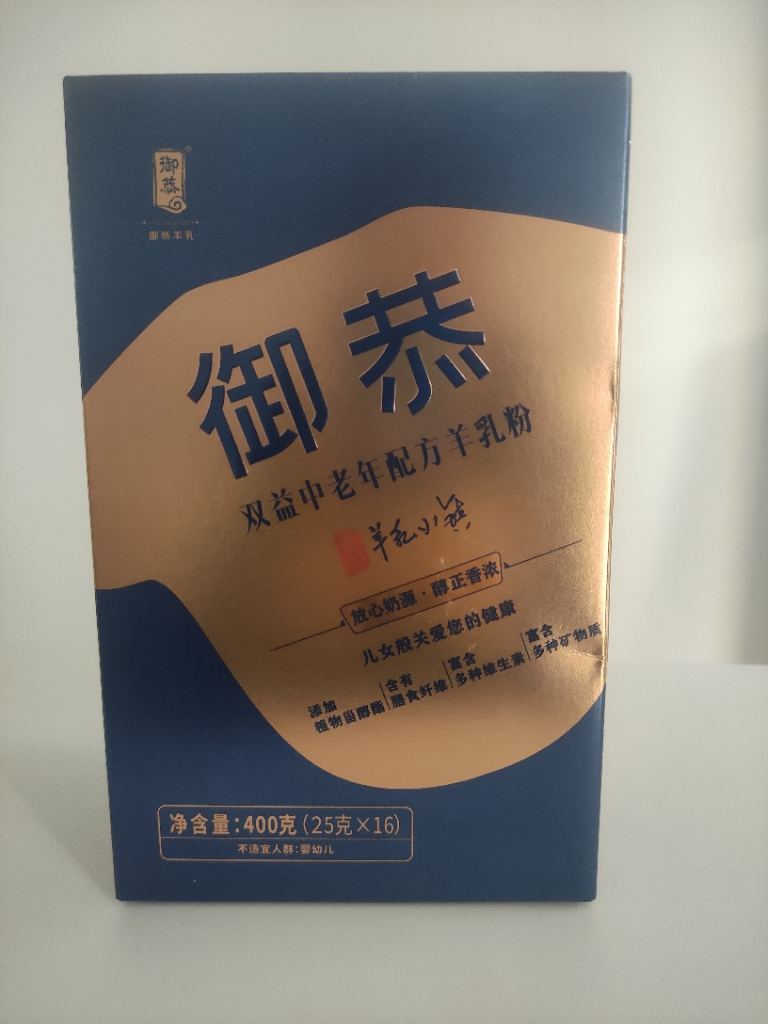 御恭
®
御恭羊乳
御恭
双益中老年配方羊乳粉
羊乳小镇
放心奶源·醇正香浓
儿女般关爱您的健康
添加
植物甾醇酯
含有
膳食纤维
富含
多种维生素
富含
多种矿物质
净含量:400克(25克×16)
不适宜人群:婴幼儿